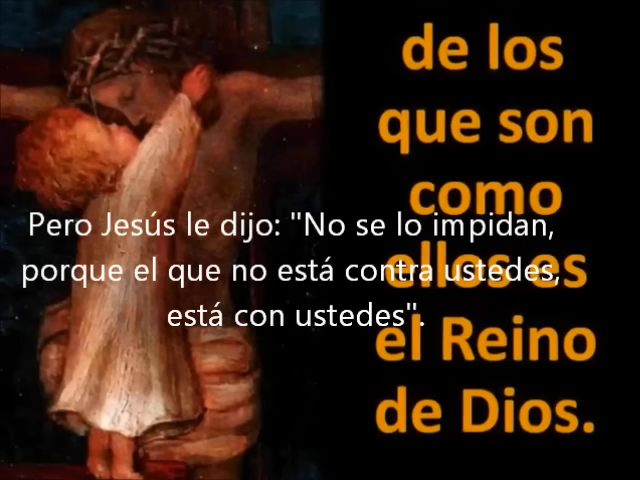 de los
que son
como
ellos es
el Reino
de Dios.
Pero Jesús le dijo: "No se lo impidan,
porque el que no está contra ustedes,
está con ustedes".